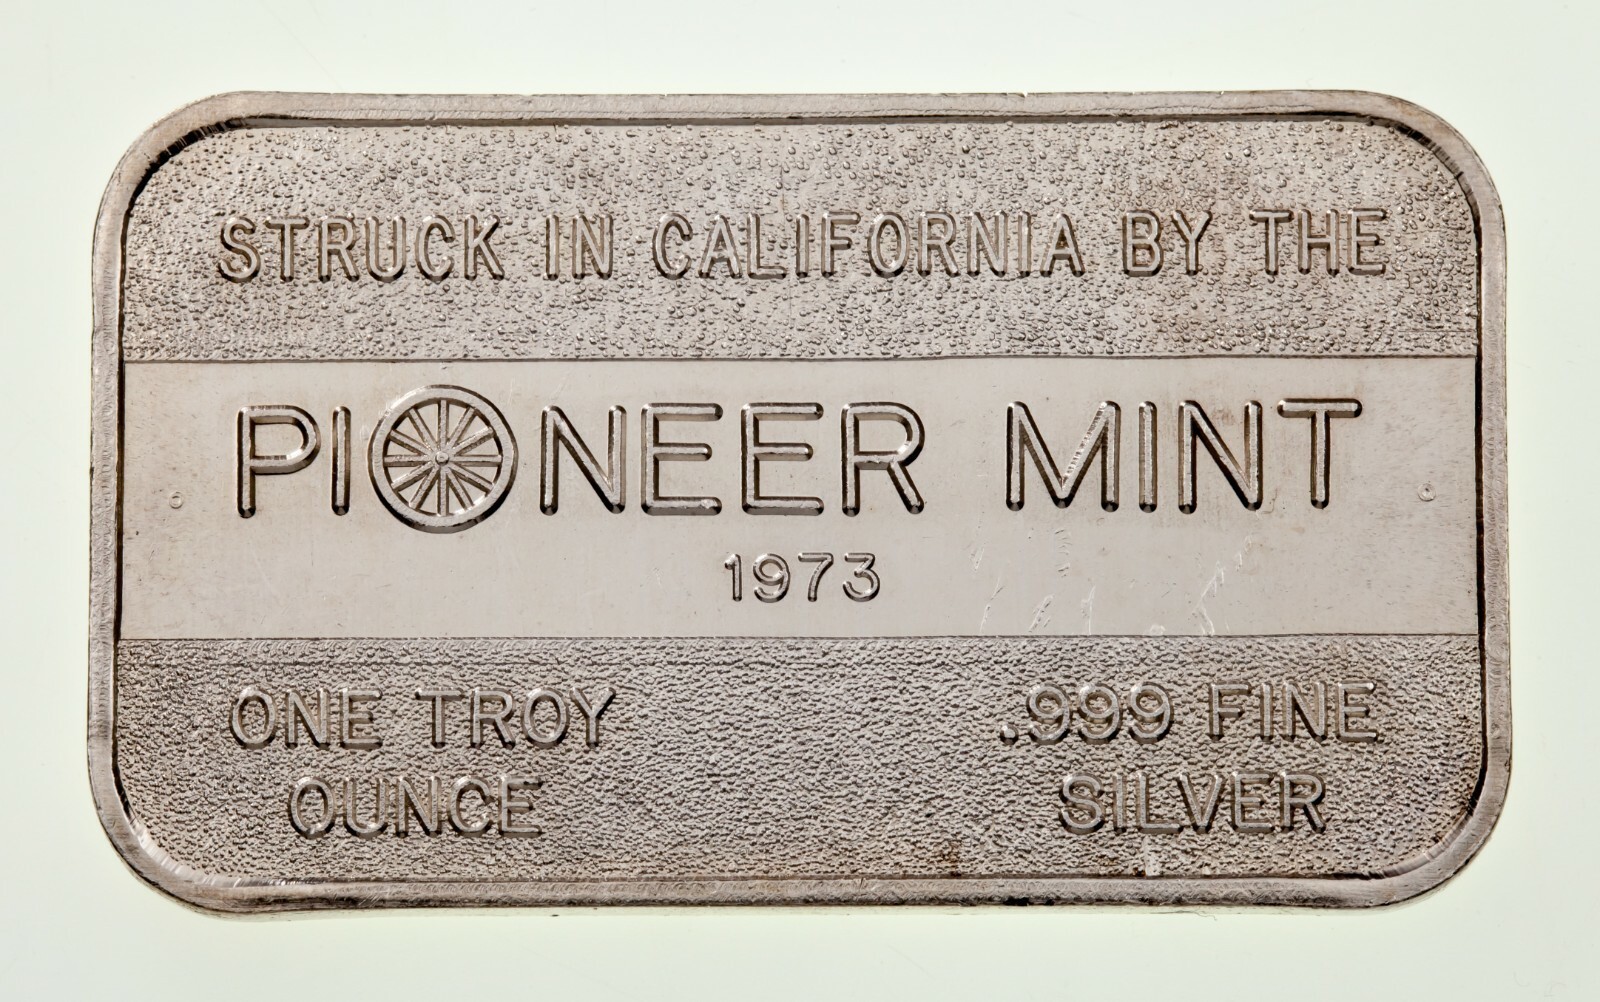 STRUCK IN CALIFORNIA BY THE
PIONEER MINT
1973
ONE TROY
OUNCE
.999 FINE
SILVER